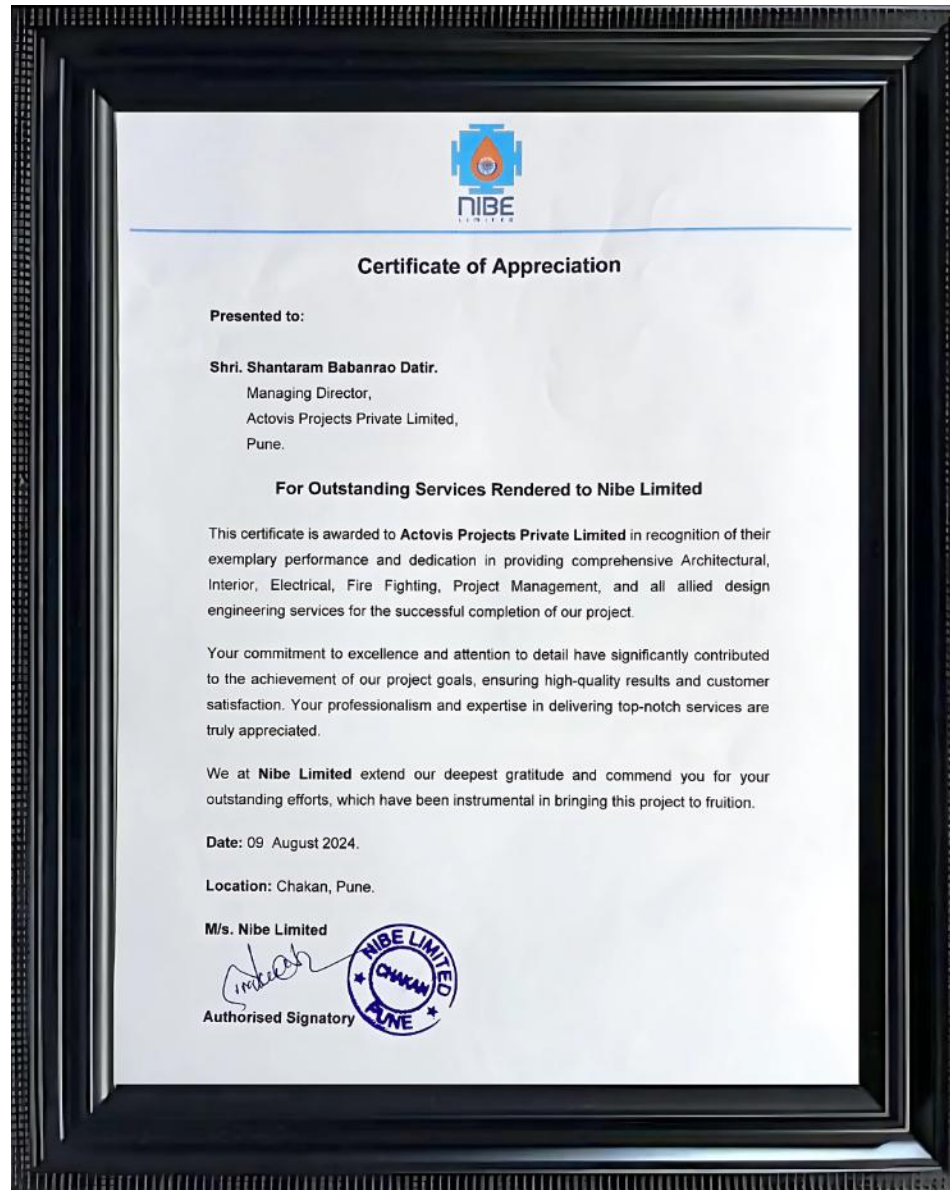 NIBE
LIMITED
Certificate of Appreciation
Presented to:
Shri. Shantaram Babanrao Datir.
Managing Director,
Actovis Projects Private Limited,
Pune.
For Outstanding Services Rendered to Nibe Limited
This certificate is awarded to Actovis Projects Private Limited in recognition of their
exemplary performance and dedication in providing comprehensive Architectural,
Interior, Electrical, Fire Fighting, Project Management, and all allied design
engineering services for the successful completion of our project.
Your commitment to excellence and attention to detail have significantly contributed
to the achievement of our project goals, ensuring high-quality results and customer
satisfaction. Your professionalism and expertise in delivering top-notch services are
truly appreciated.
We at Nibe Limited extend our deepest gratitude and commend you for your
outstanding efforts, which have been instrumental in bringing this project to fruition.
Date: 09 August 2024.
Location: Chakan, Pune.
M/s. Nibe Limited
NIBE LIMITED
CHAKAN
PUNE
Authorised Signatory